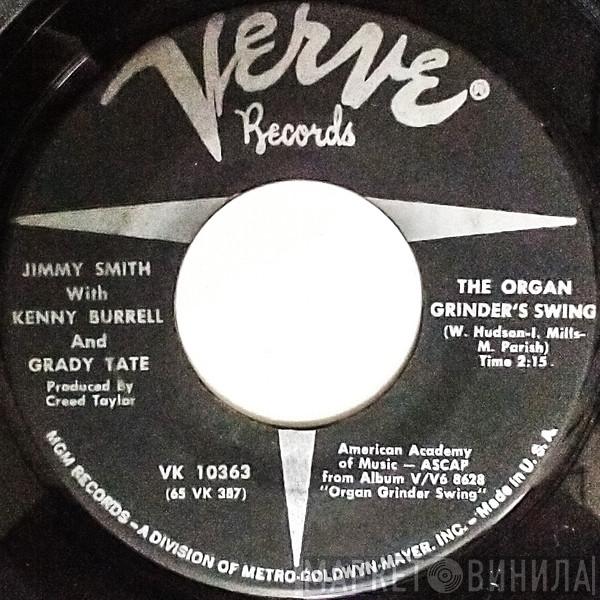 Verve®
Records
JIMMY SMITH
With
KENNY BURRELL
And
GRADY TATE
Produced By
Creed Taylor
THE ORGAN
GRINDER'S SWING
(W. Hudson-I. Mills-
M. Parish)
Time 2:15
VK 10363
(65 VK 387)
American Academy
of Music — ASCAP
from Album V/V6 8628
"Organ Grinder Swing"
MGM RECORDS – A DIVISION OF METRO-GOLDWYN-MAYER, INC. – Made in U.S.A.
МАРКЕТ ВИНИЛА